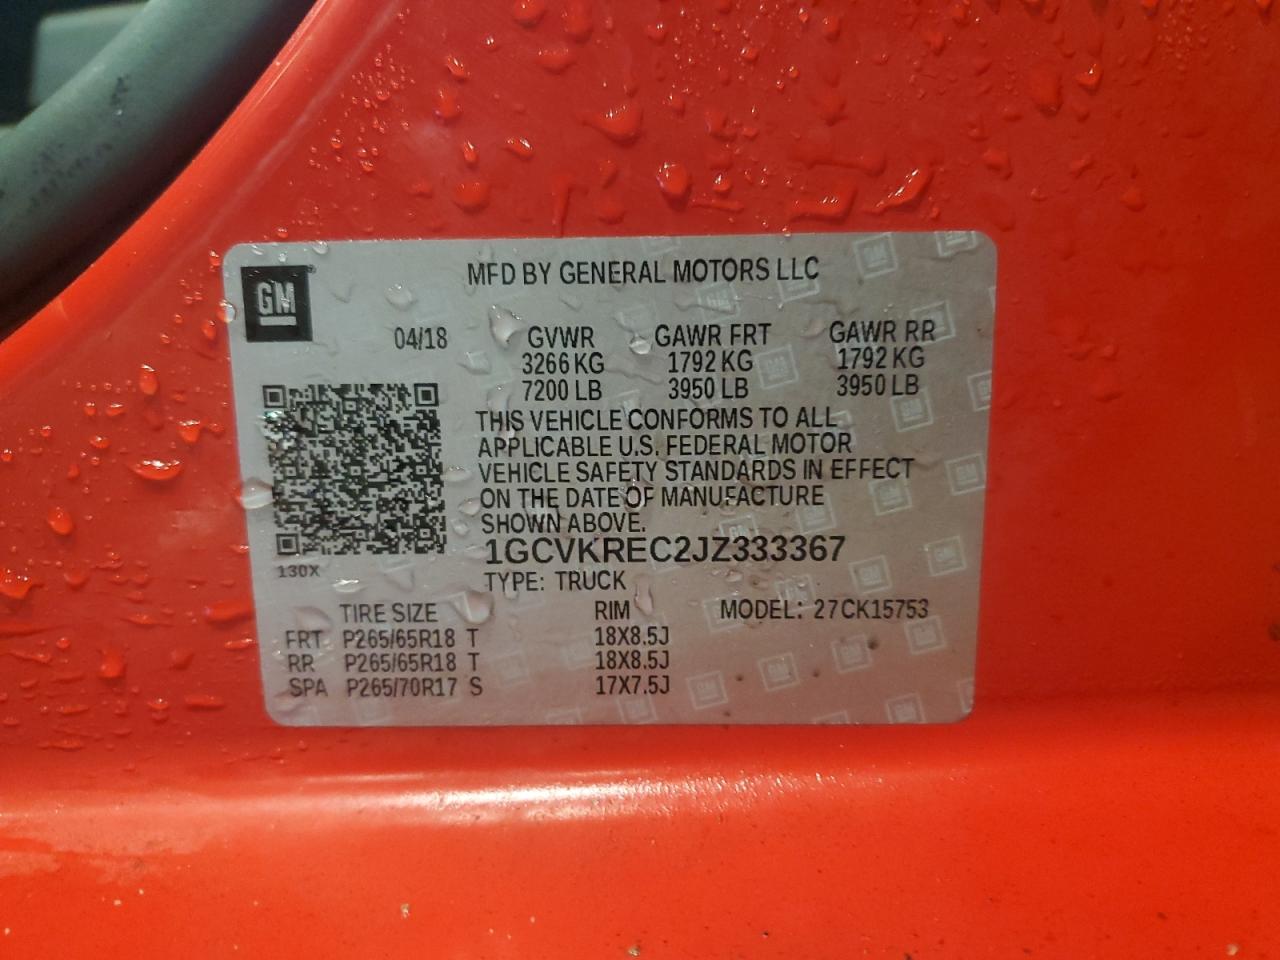 GM
MFD BY GENERAL MOTORS LLC
04/18 GVWR GAWR FRT GAWR RR
3266 KG 1792 KG 1792 KG
7200 LB 3950 LB 3950 LB
THIS VEHICLE CONFORMS TO ALL
APPLICABLE U.S. FEDERAL MOTOR
VEHICLE SAFETY STANDARDS IN EFFECT
ON THE DATE OF MANUFACTURE
SHOWN ABOVE.
1GCVKREC2JZ333367
130X
TYPE: TRUCK
TIRE SIZE RIM MODEL: 27CK15753
FRT P265/65R18 T 18X8.5J
RR P265/65R18 T 18X8.5J
SPA P265/70R17 S 17X7.5J